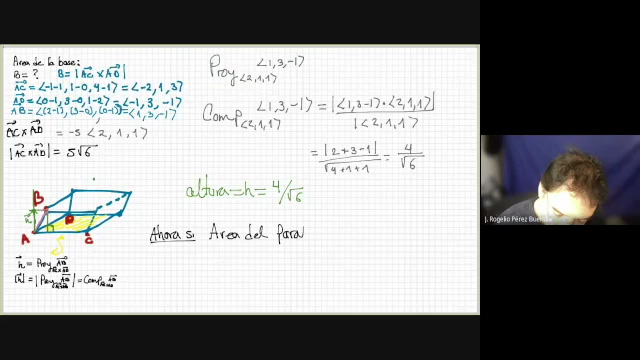 Area de la base:
B = ? B = |AC x AD|
AC = <-1-1, 1-0, 4-1> = <-2, 1, 3>
AD = <0-1, 3-0, 1-2> = <-1, 3, -1>
AB = <(2-1), (3-0), (0-1)> = <1, 3, -1>
AC x AD = -5 <2, 1, 1>
|AC x AD| = 5√6
B
h
D
A
C
S
h = Proy AB
|h| = |Proy AB| = Comp AB
Proy <1, 3, -1>
<2, 1, 1>
Comp <1, 3, -1> = |<1, 3 -1> · <2, 1, 1>|
<2, 1, 1> |<2, 1, 1>
= |2+3-1| = 4
√4+1+1 √6
altura = h = 4/√6
Ahora si: Area del Para
J. Rogelio Pérez Buendía